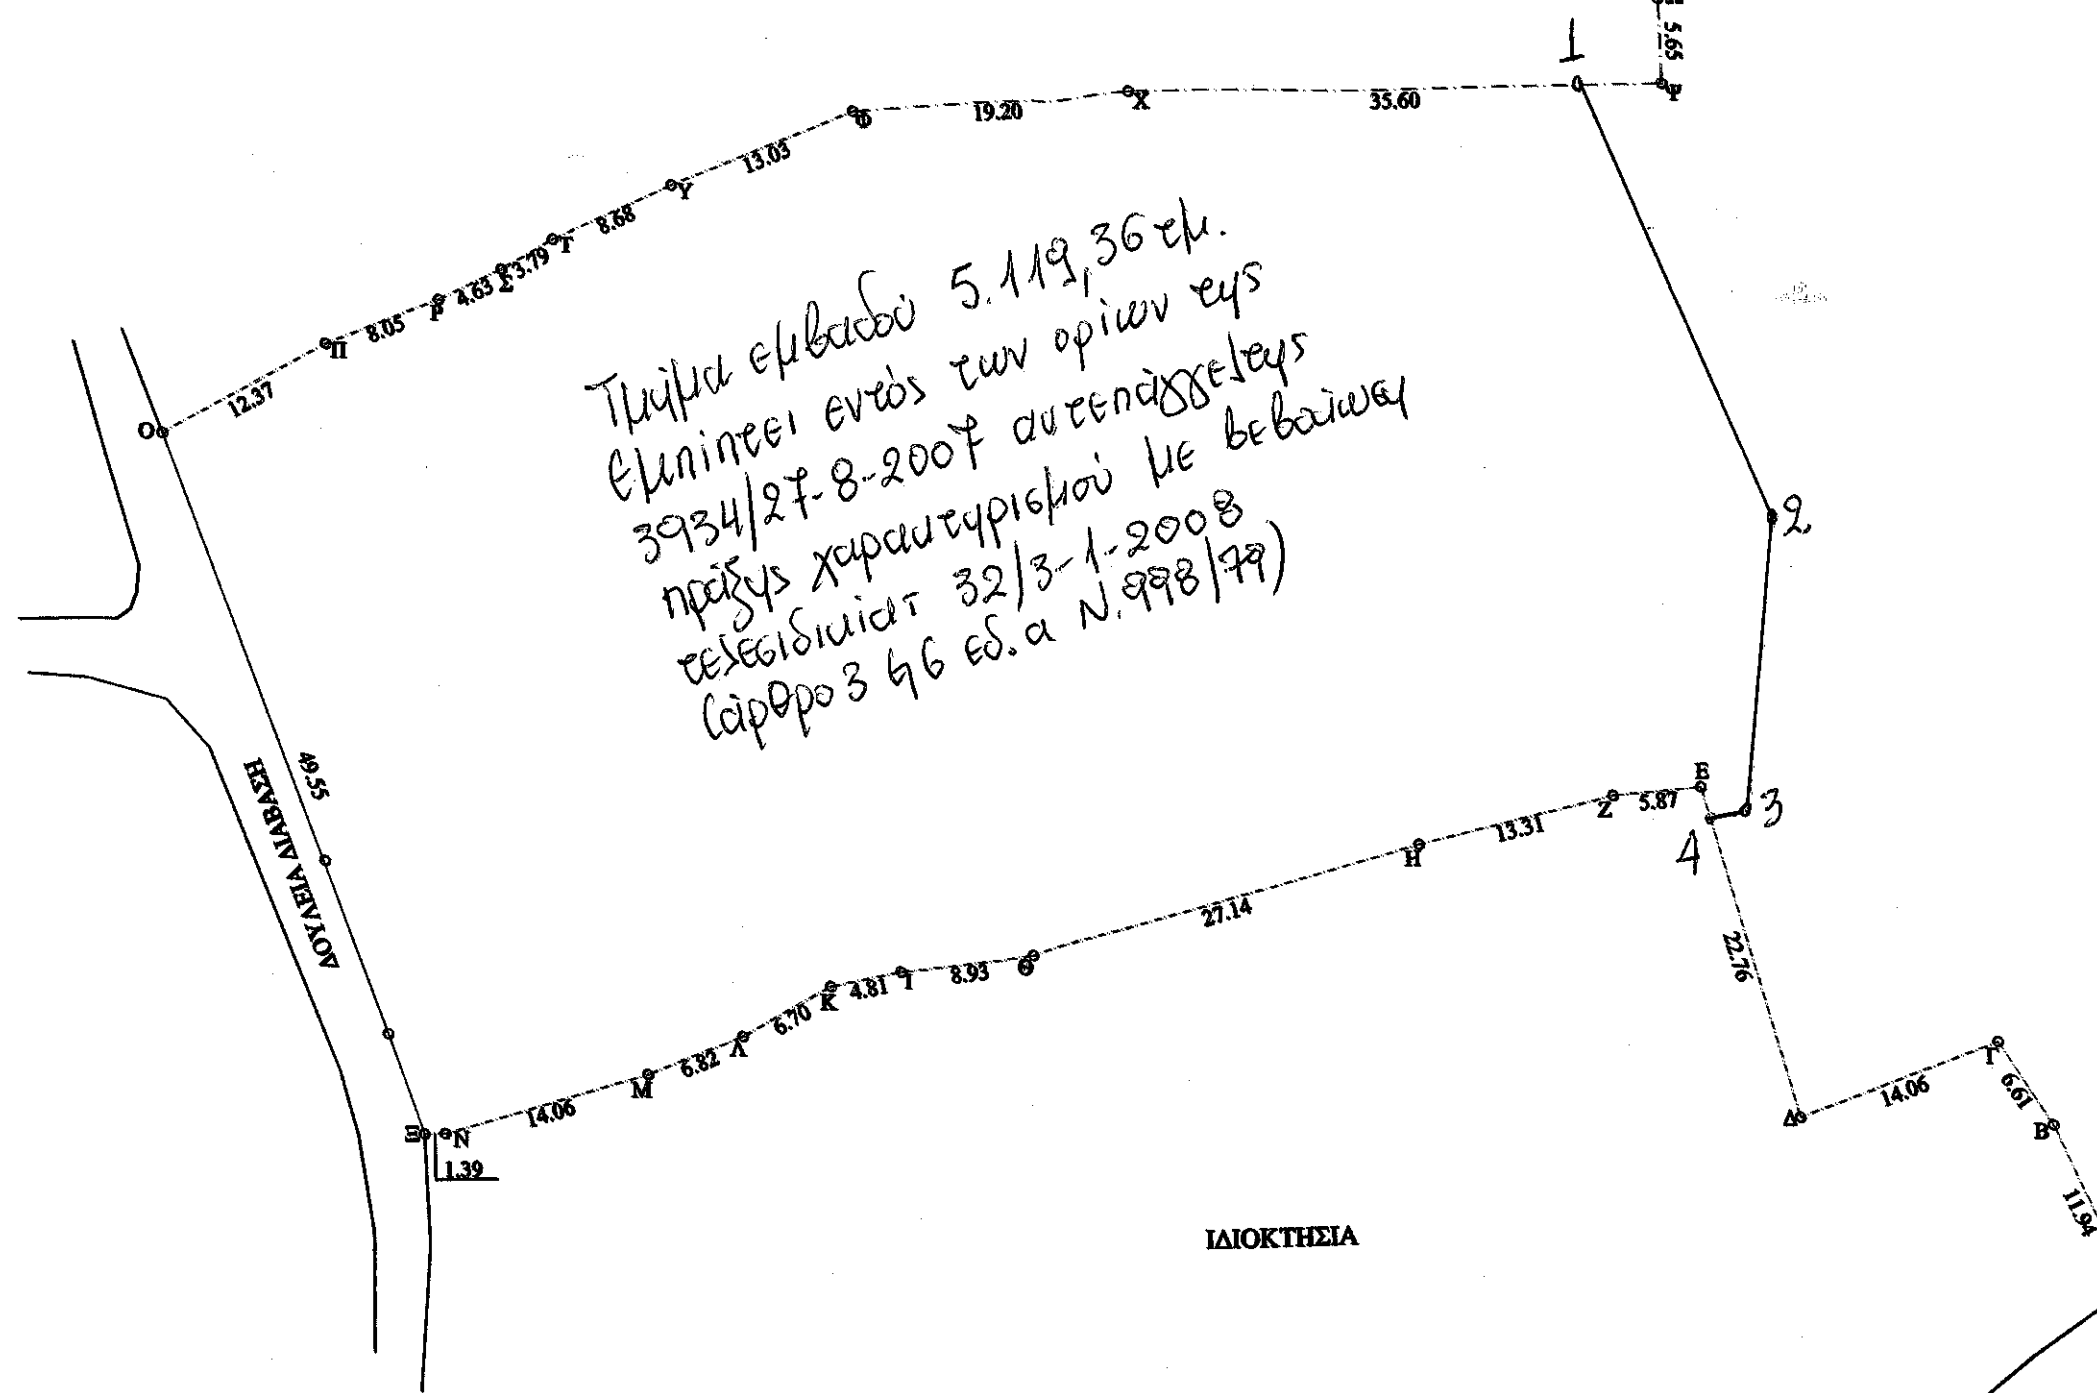 5.65
1
Ψ
35.60
Χ
19.20
Φ
13.03
Υ
8.68
Τ
3.79
Σ
4.63
Ρ
8.05
Π
12.37
Ο
Τμήμα εμβαδού 5.119,36 τμ.
εμπίπτει εντός των ορίων της
3934/27-8-2007 αυτεπάγγελτης
πράξης χαρακτηρισμού με βεβαίωση
τελεσιδικίας 32/3-1-2008
(άρθρο 3 §6 εδ. α Ν.998/79)
2
3
4
Ε
5.87
Ζ
13.31
Η
27.14
Θ
8.93
Ι
4.81
Κ
6.70
Λ
6.82
Μ
14.06
Ν
Ξ
1.39
49.55
ΔΟΥΛΕΙΑ ΔΙΑΒΑΣΗ
22.76
Δ
14.06
Γ
6.61
Β
11.94
ΙΔΙΟΚΤΗΣΙΑ